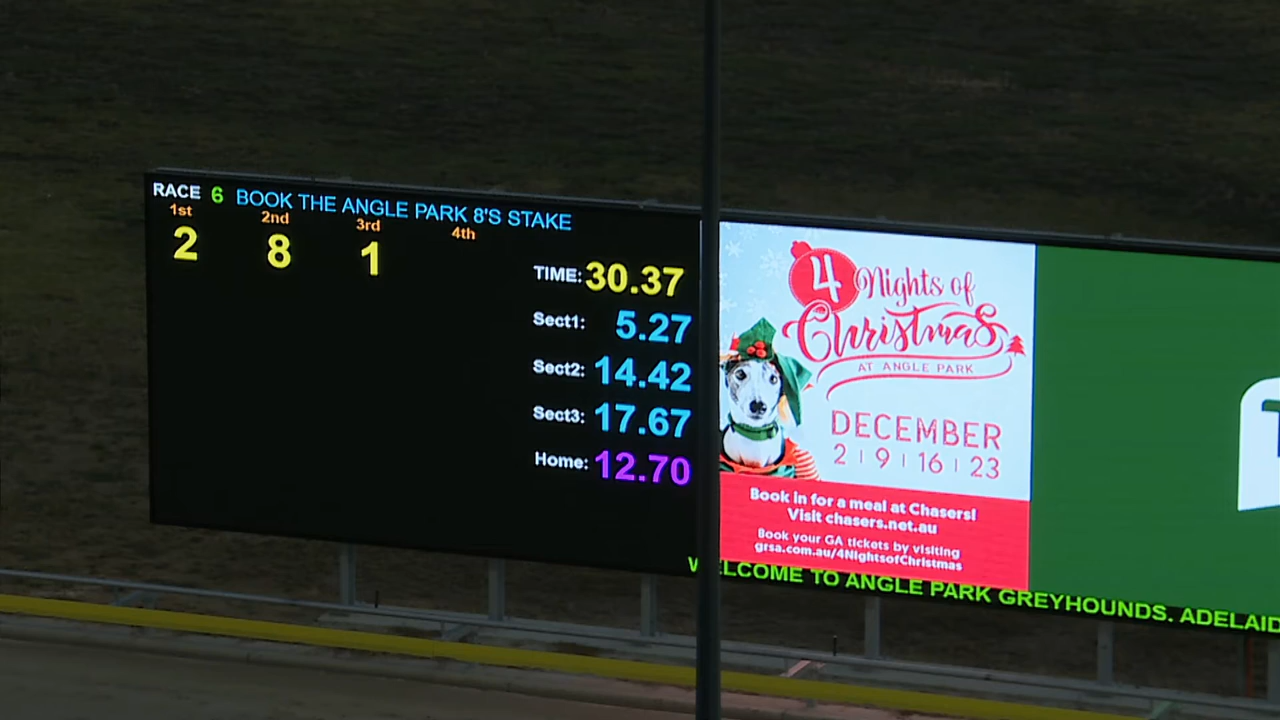 RACE 6 BOOK THE ANGLE PARK 8'S STAKE
1st 2nd 3rd 4th
2 8 1
TIME: 30.37
Sect1: 5.27
Sect2: 14.42
Sect3: 17.67
Home: 12.70
4 Nights of
Christmas
AT ANGLE PARK
DECEMBER
2 | 9 | 16 | 23
Book in for a meal at Chasers!
Visit chasers.net.au
Book your GA tickets by visiting
grsa.com.au/4NightsofChristmas
WELCOME TO ANGLE PARK GREYHOUNDS. ADELAID